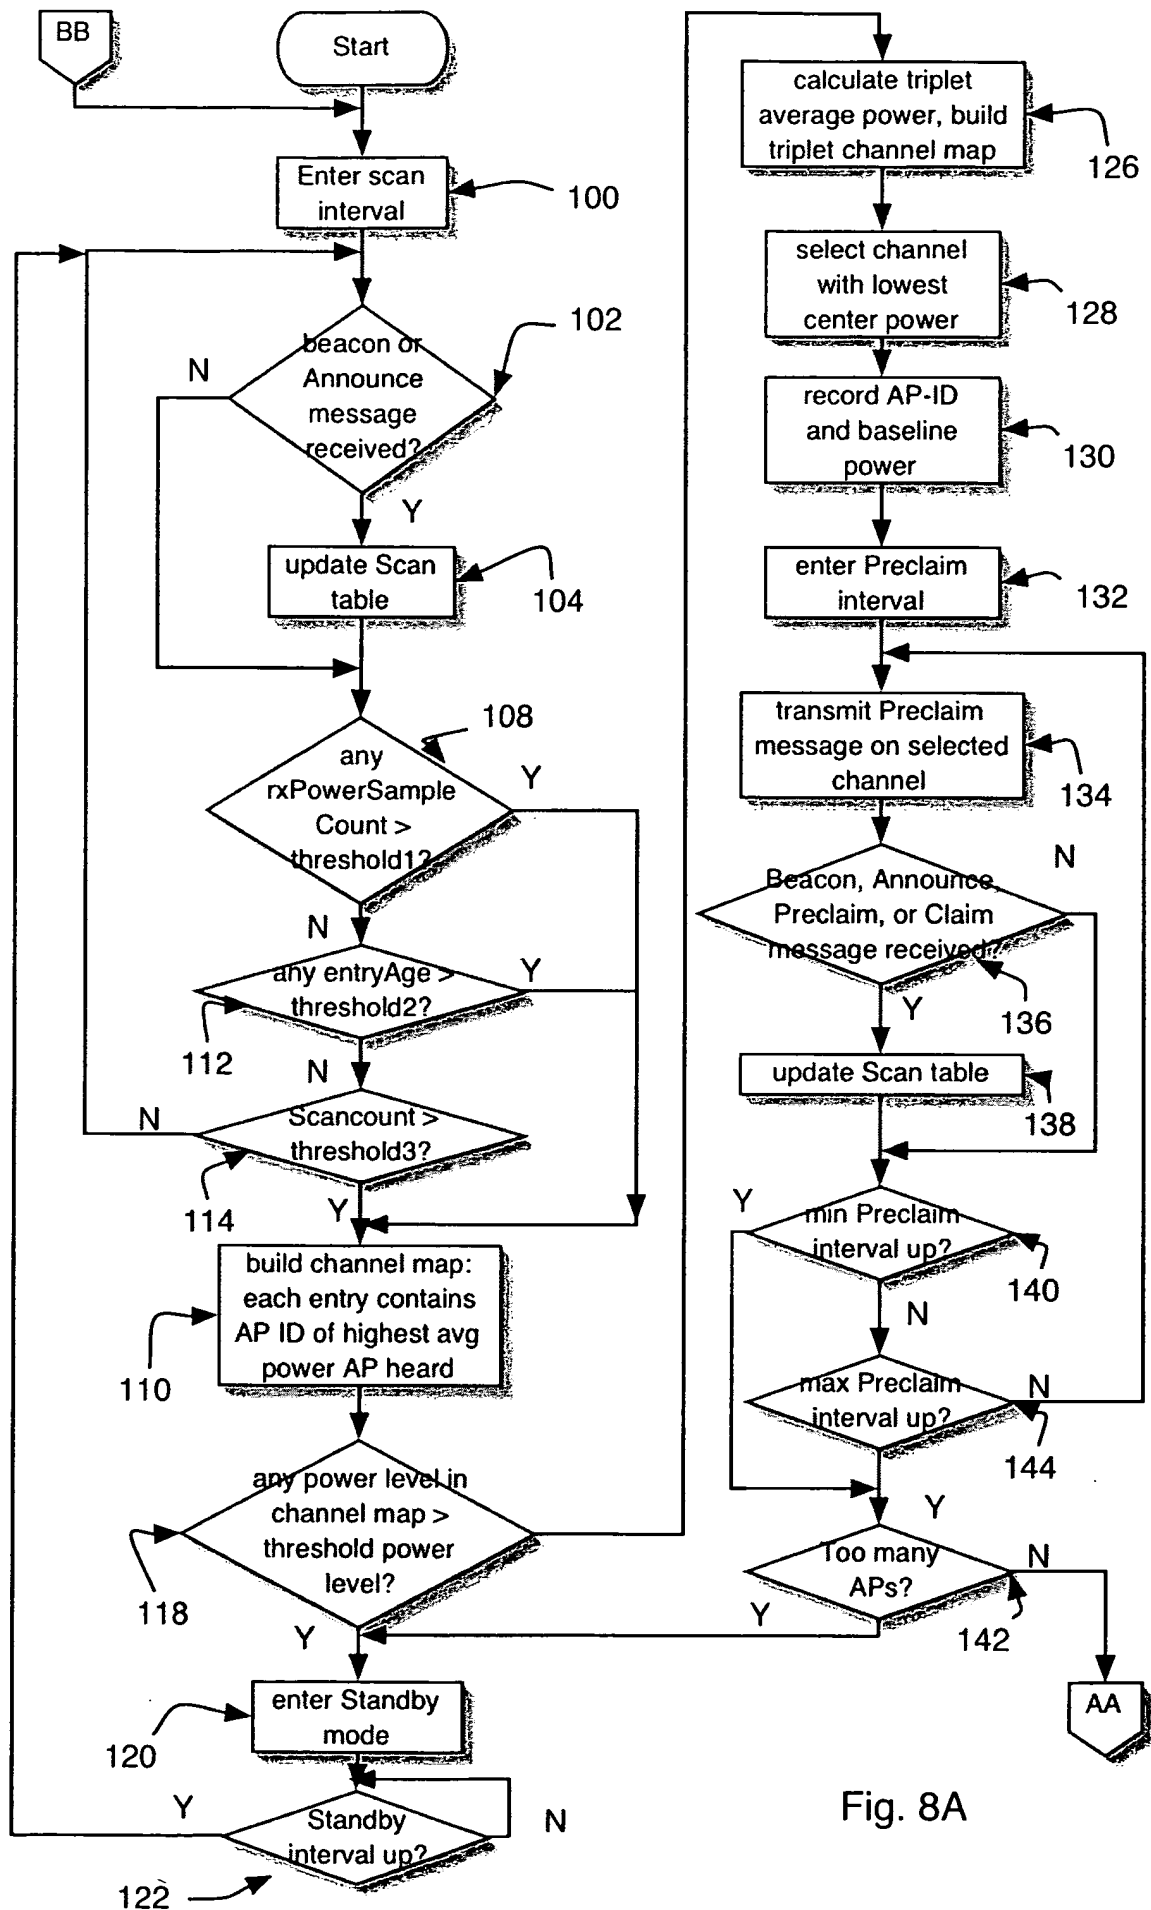 BB
Start
Enter scan
interval
100
beacon or
Announce
message
received?
102
N
Y
update Scan
table
104
any
rxPowerSample
Count >
threshold1?
108
Y
N
any entryAge >
threshold2?
Y
112
N
Scancount >
threshold3?
N
114
Y
build channel map:
each entry contains
AP ID of highest avg
power AP heard
110
any power level in
channel map >
threshold power
level?
118
Y
enter Standby
mode
120
Standby
interval up?
Y
N
122
calculate triplet
average power, build
triplet channel map
126
select channel
with lowest
center power
128
record AP-ID
and baseline
power
130
enter Preclaim
interval
132
transmit Preclaim
message on selected
channel
134
Beacon, Announce,
Preclaim, or Claim
message received?
N
136
Y
update Scan table
138
min Preclaim
interval up?
Y
140
N
max Preclaim
interval up?
N
144
Y
Too many
APs?
N
Y
142
AA
Fig. 8A